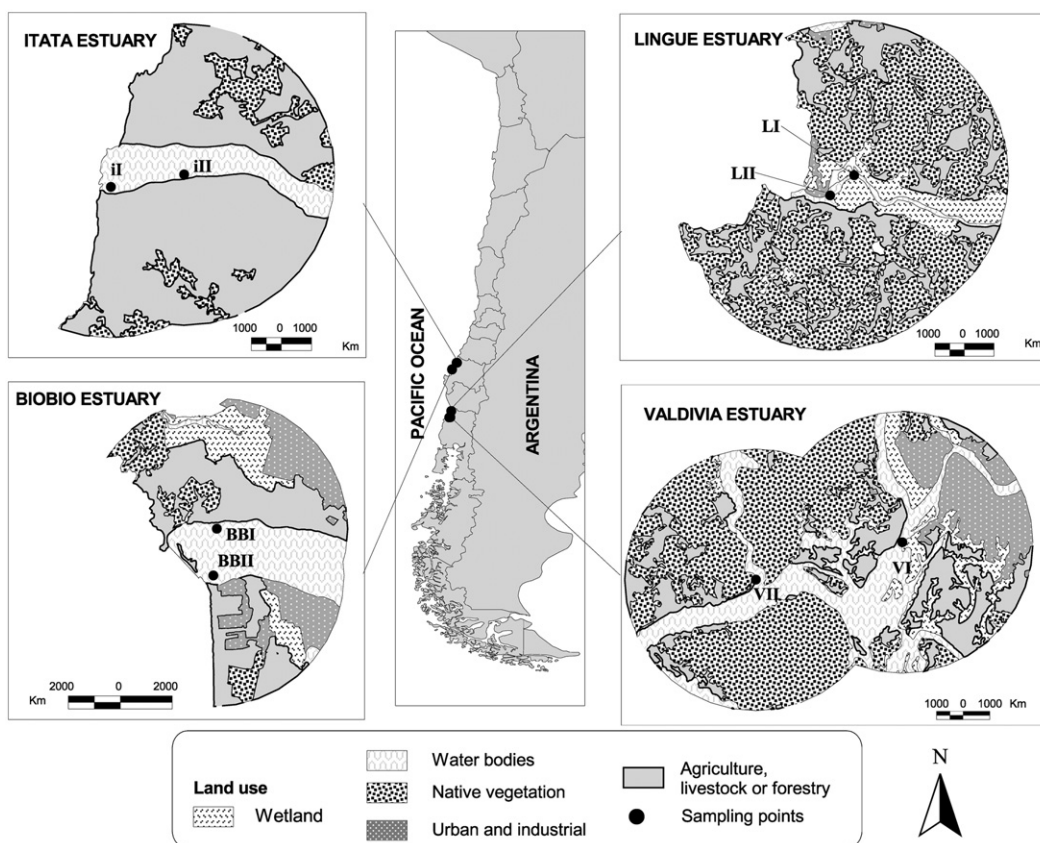 ITATA ESTUARY
iI
iII
1000 0 1000
Km
LINGUE ESTUARY
LI
LII
1000 0 1000
Km
PACIFIC OCEAN
ARGENTINA
BIOBIO ESTUARY
BBI
BBII
2000 0 2000
Km
VALDIVIA ESTUARY
VI
VII
1000 0 1000 Km
Land use
Wetland
Water bodies
Native vegetation
Urban and industrial
Agriculture,
livestock or forestry
Sampling points
N